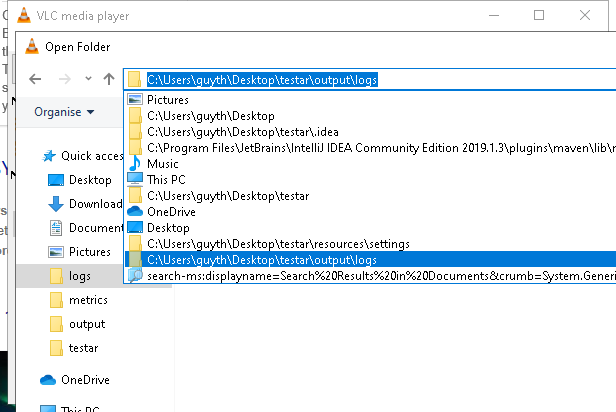 VLC media player
Open Folder
C:\Users\guyth\Desktop\testar\output\logs
Organise
Pictures
C:\Users\guyth\Desktop
C:\Users\guyth\Desktop\testar\.idea
C:\Program Files\JetBrains\IntelliJ IDEA Community Edition 2019.1.3\plugins\maven\lib\
Music
This PC
C:\Users\guyth\Desktop\testar
OneDrive
Desktop
C:\Users\guyth\Desktop\testar\resources\settings
C:\Users\guyth\Desktop\testar\output\logs
search-ms:displayname=Search%20Results%20in%20Documents&crumb=System.Generi
Quick acces
Desktop
Download
Document
Pictures
logs
metrics
output
testar
OneDrive
This PC